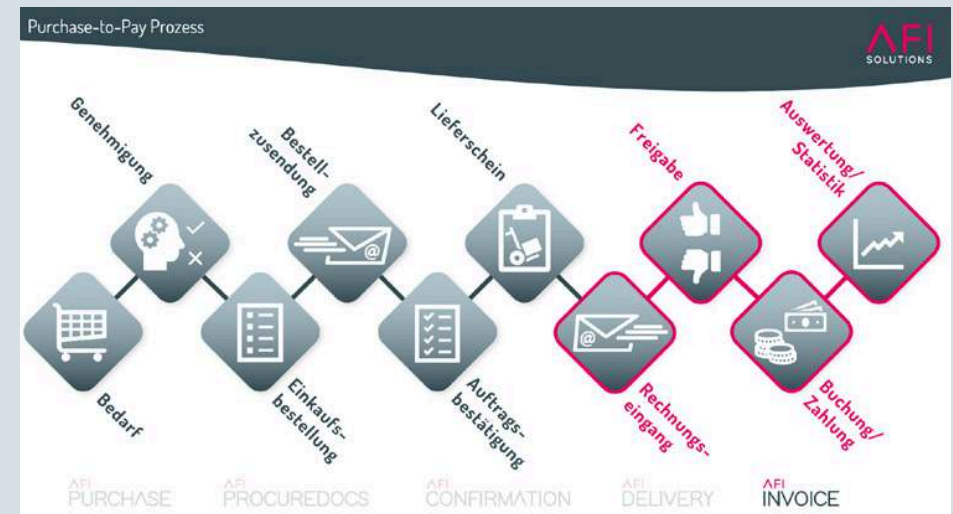 Purchase-to-Pay Prozess
AFI
SOLUTIONS
Genehmigung
Bestell-
zusendung
Lieferschein
Freigabe
Auswertung/
Statistik
@
@
Bedarf
Einkaufs-
bestellung
Auftrags-
bestätigung
Rechnungs-
eingang
Buchung/
Zahlung
AFI
PURCHASE
AFI
PROCUREDOCS
AFI
CONFIRMATION
AFI
DELIVERY
AFI
INVOICE